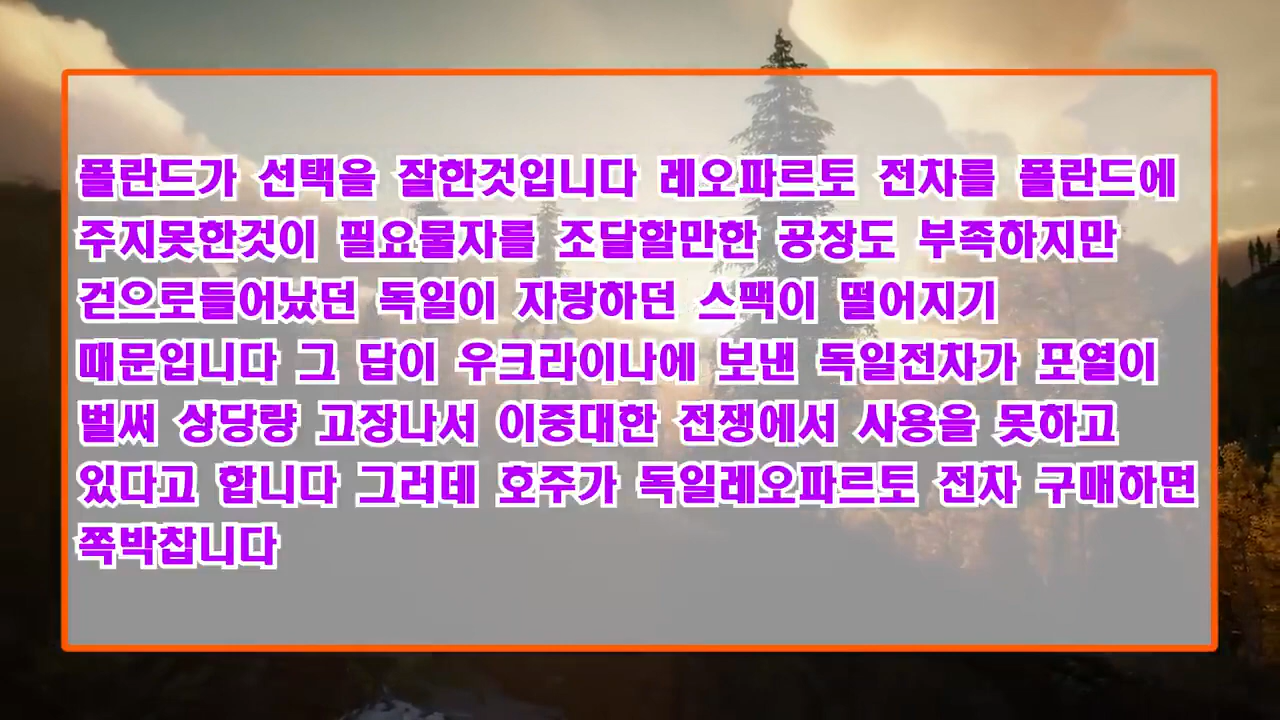 폴란드가 선택을 잘한것입니다 레오파르토 전차를 폴란드에
주지못한것이 필요물자를 조달할만한 공장도 부족하지만
걷으로들어났던 독일이 자랑하던 스팩이 떨어지기
때문입니다 그 답이 우크라이나에 보낸 독일전차가 포열이
벌써 상당량 고장나서 이중대한 전쟁에서 사용을 못하고
있다고 합니다 그러데 호주가 독일레오파르토 전차 구매하면
쪽박찹니다